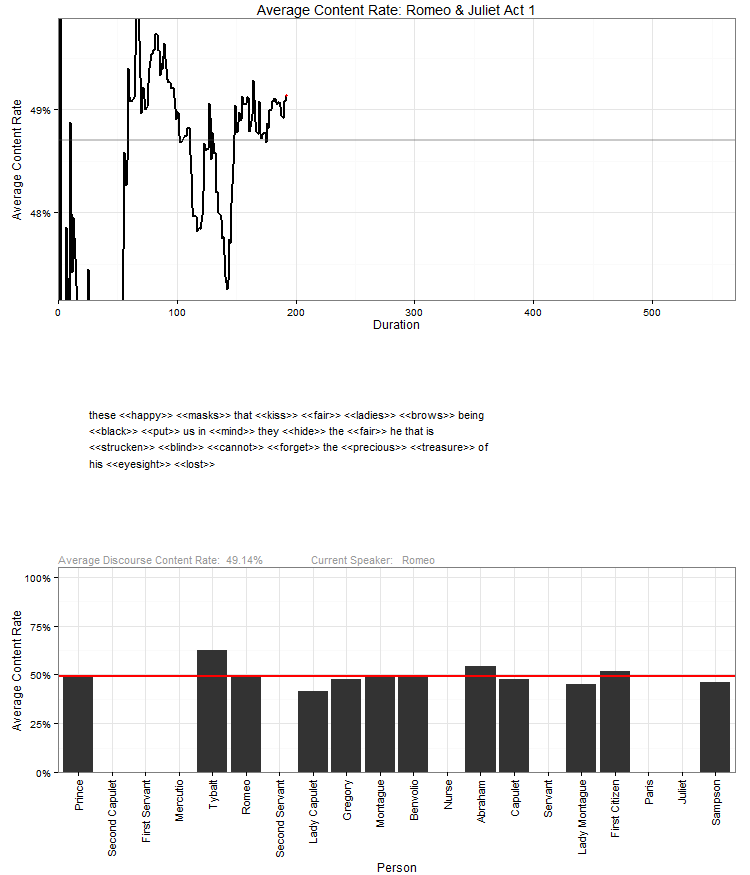 Average Content Rate: Romeo & Juliet Act 1
Average Content Rate
49%
48%
0
100
200
300
400
500
Duration
these <<happy>> <<masks>> that <<kiss>> <<fair>> <<ladies>> <<brows>> being
<<black>> <<put>> us in <<mind>> they <<hide>> the <<fair>> he that is
<<strucken>> <<blind>> <<cannot>> <<forget>> the <<precious>> <<treasure>> of
his <<eyesight>> <<lost>>
Average Discourse Content Rate: 49.14%
Current Speaker: Romeo
Average Content Rate
100%
75%
50%
25%
0%
Prince
Second Capulet
First Servant
Mercutio
Tybalt
Romeo
Second Servant
Lady Capulet
Gregory
Montague
Benvolio
Nurse
Abraham
Capulet
Servant
Lady Montague
First Citizen
Paris
Juliet
Sampson
Person